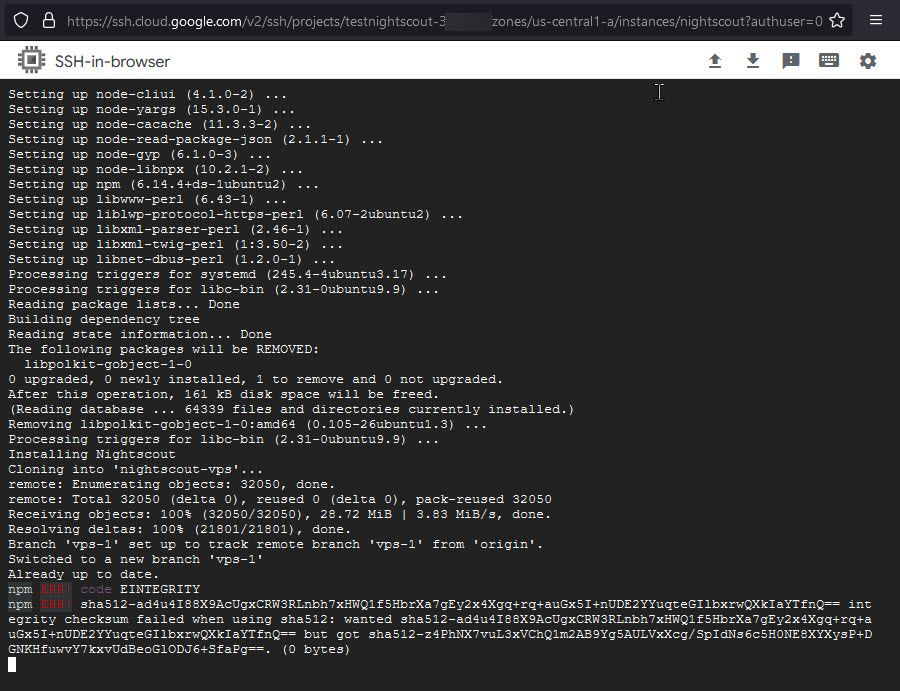 https://ssh.cloud.google.com/v2/ssh/projects/testnightscout-3 zones/us-central1-a/instances/nightscout?authuser=0
SSH-in-browser
Setting up node-cliui (4.1.0-2) ...
Setting up node-yargs (15.3.0-1) ...
Setting up node-cacache (11.3.3-2) ...
Setting up node-read-package-json (2.1.1-1) ...
Setting up node-gyp (6.1.0-3) ...
Setting up node-libnpx (10.2.1-2) ...
Setting up npm (6.14.4+ds-1ubuntu2) ...
Setting up libwww-perl (6.43-1) ...
Setting up liblwp-protocol-https-perl (6.07-2ubuntu2) ...
Setting up libxml-parser-perl (2.46-1) ...
Setting up libxml-twig-perl (1:3.50-2) ...
Setting up libnet-dbus-perl (1.2.0-1) ...
Processing triggers for systemd (245.4-4ubuntu3.17) ...
Processing triggers for libc-bin (2.31-0ubuntu9.9) ...
Reading package lists... Done
Building dependency tree
Reading state information... Done
The following packages will be REMOVED:
  libpolkit-gobject-1-0
0 upgraded, 0 newly installed, 1 to remove and 0 not upgraded.
After this operation, 161 kB disk space will be freed.
(Reading database ... 64339 files and directories currently installed.)
Removing libpolkit-gobject-1-0:amd64 (0.105-26ubuntu1.3) ...
Processing triggers for libc-bin (2.31-0ubuntu9.9) ...
Installing Nightscout
Cloning into 'nightscout-vps'...
remote: Enumerating objects: 32050, done.
remote: Total 32050 (delta 0), reused 0 (delta 0), pack-reused 32050
Receiving objects: 100% (32050/32050), 28.72 MiB | 3.83 MiB/s, done.
Resolving deltas: 100% (21801/21801), done.
Branch 'vps-1' set up to track remote branch 'vps-1' from 'origin'.
Switched to a new branch 'vps-1'
Already up to date.
npm ERR! code EINTEGRITY
npm ERR! sha512-ad4u4I88X9AcUgxCRW3RLnbh7xHWQ1f5HbrXa7gEy2x4Xgq+rq+auGx5I+nUDE2YYuqteGIlbxrwQXkIaYTfnQ== int
egrity checksum failed when using sha512: wanted sha512-ad4u4I88X9AcUgxCRW3RLnbh7xHWQ1f5HbrXa7gEy2x4Xgq+rq+a
uGx5I+nUDE2YYuqteGIlbxrwQXkIaYTfnQ== but got sha512-z4PhNX7vuL3xVChQ1m2AB9Yg5AULVxXcg/SpIdNs6c5H0NE8XYXysP+D
GNKHfuwvY7kxvUdBeoGlODJ6+SfaPg==. (0 bytes)